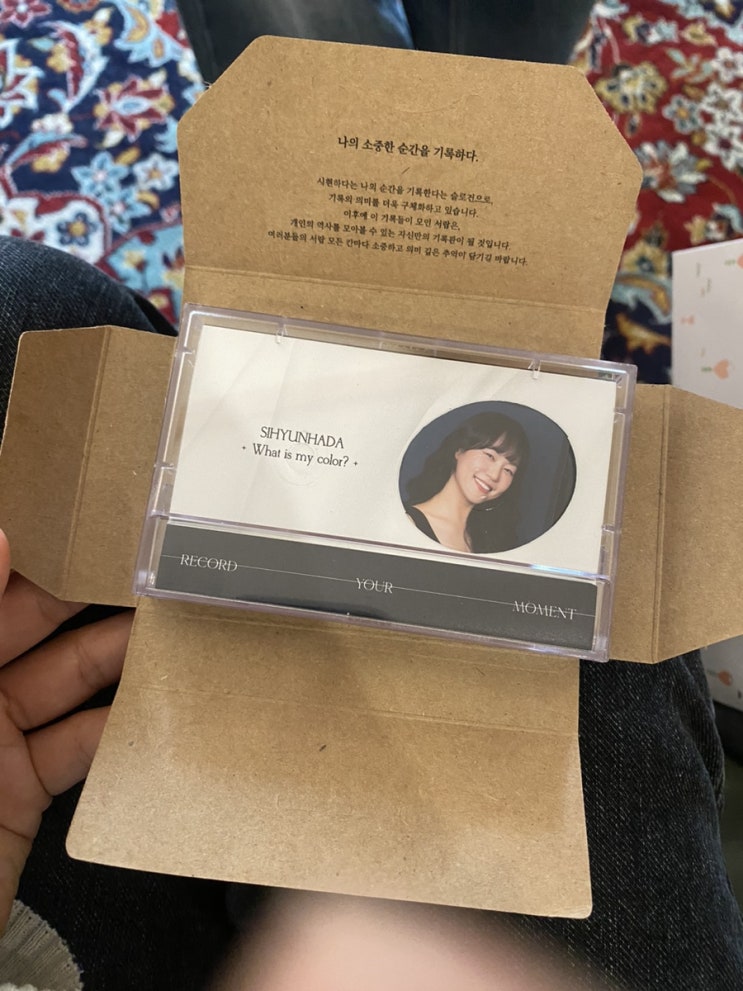 나의 소중한 순간을 기록하다.
시현하다는 나의 순간을 기록한다는 슬로건으로,
기록의 의미를 더욱 구체화하고 있습니다.
이후에 이 기록들이 모인 서랍은,
개인의 역사를 모아볼 수 있는 자신만의 기록관이 될 것입니다.
여러분들의 서랍 모든 칸마다 소중하고 의미 깊은 추억이 담기길 바랍니다.
SIHYUNHADA
+ What is my color? +
RECORD YOUR MOMENT